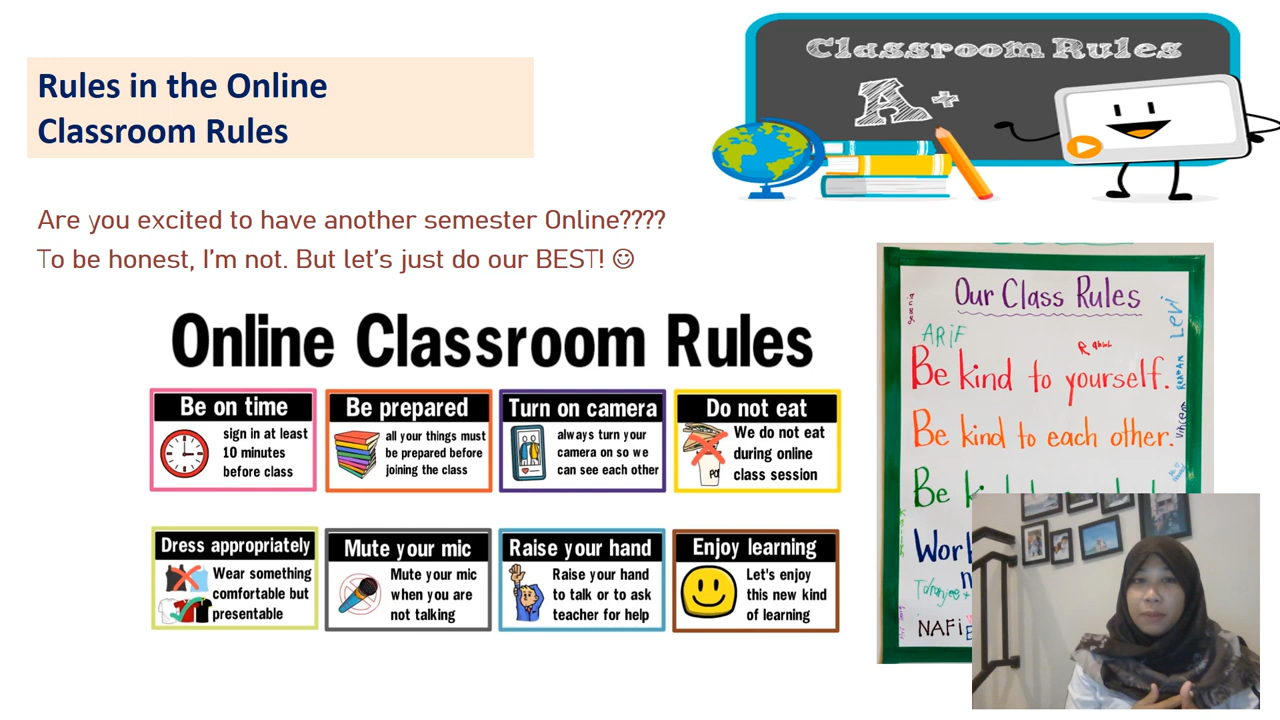 Rules in the Online
Classroom Rules
Classroom Rules
A+
Are you excited to have another semester Online????
To be honest, I'm not. But let's just do our BEST! ☺
Online Classroom Rules
Be on time
sign in at least
10 minutes
before class
Be prepared
all your things must
be prepared before
joining the class
Turn on camera
always turn your
camera on so we
can see each other
Do not eat
We do not eat
during online
class session
Dress appropriately
Wear something
comfortable but
presentable
Mute your mic
Mute your mic
when you are
not talking
Raise your hand
Raise your hand
to talk or to ask
teacher for help
Enjoy learning
Let's enjoy
this new kind
of learning
Our Class Rules
ARiF
Levi
Be kind to yourself.
Be kind to each other.
Be
NAFi